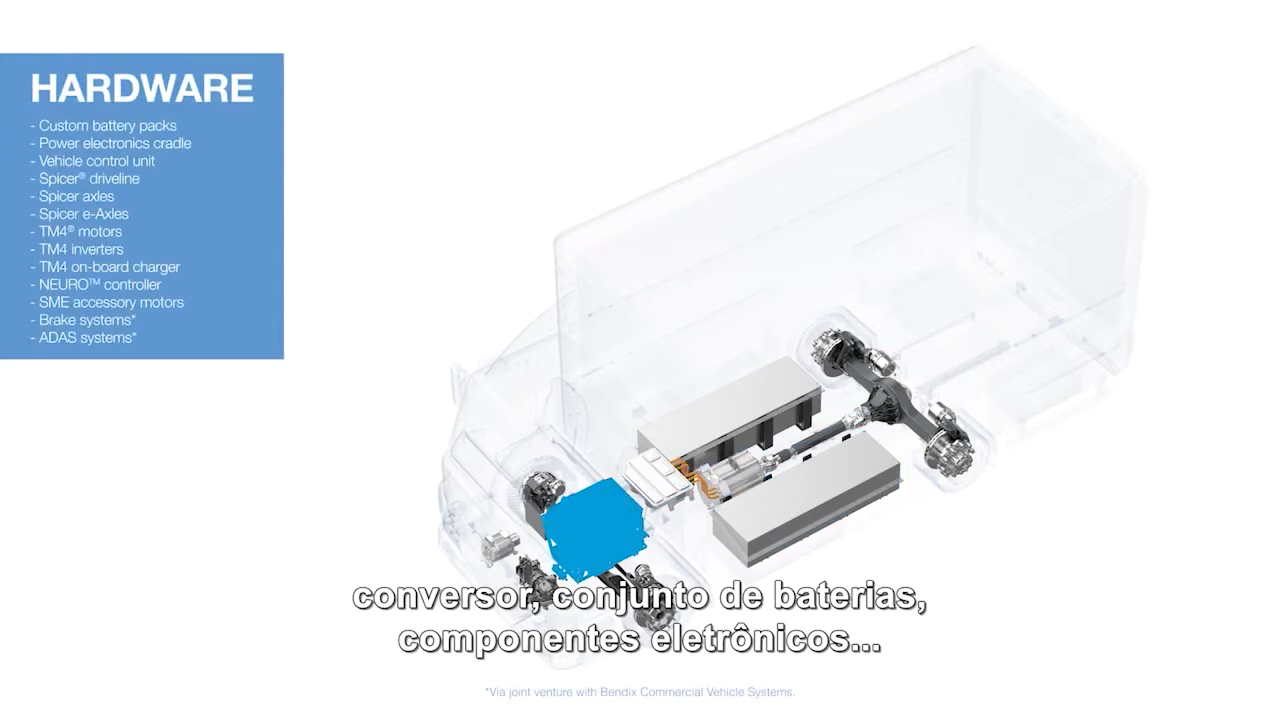 HARDWARE
- Custom battery packs
- Power electronics cradle
- Vehicle control unit
- Spicer® driveline
- Spicer axles
- Spicer e-Axles
- TM4® motors
- TM4 inverters
- TM4 on-board charger
- NEURO™ controller
- SME accessory motors
- Brake systems*
- ADAS systems*
conversor, conjunto de baterias,
componentes eletrônicos...
*Via joint venture with Bendix Commercial Vehicle Systems.